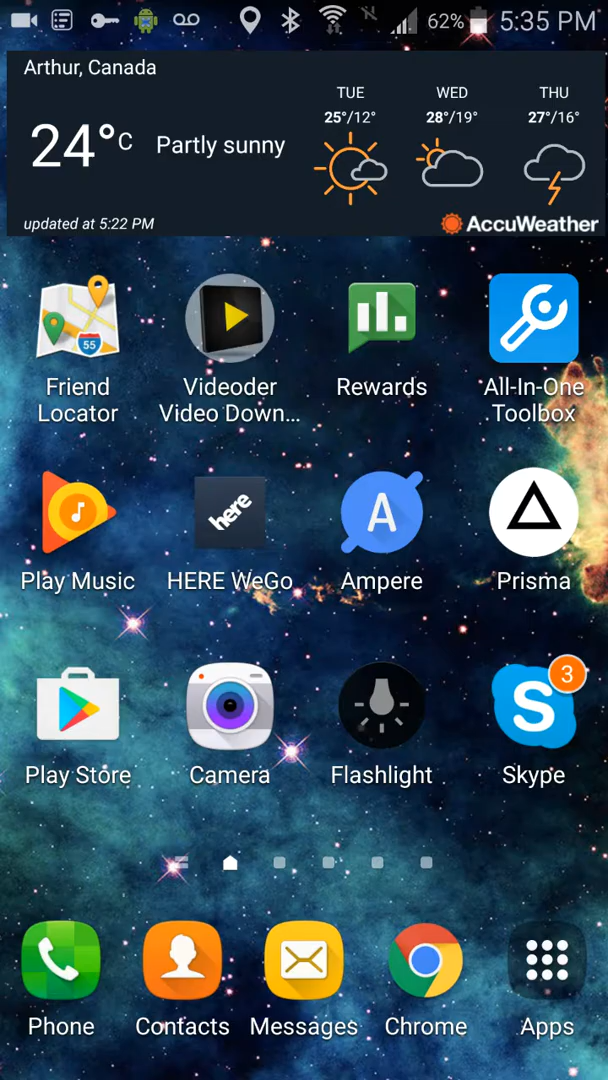 62% 5:35 PM
Arthur, Canada
TUE WED THU
25°/12° 28°/19° 27°/16°
24°C Partly sunny
updated at 5:22 PM AccuWeather
55
Friend Locator
Videoder Video Down...
Rewards
All-In-One Toolbox
here
A
Play Music HERE WeGo Ampere Prisma
3
S
Play Store Camera Flashlight Skype
Phone Contacts Messages Chrome Apps